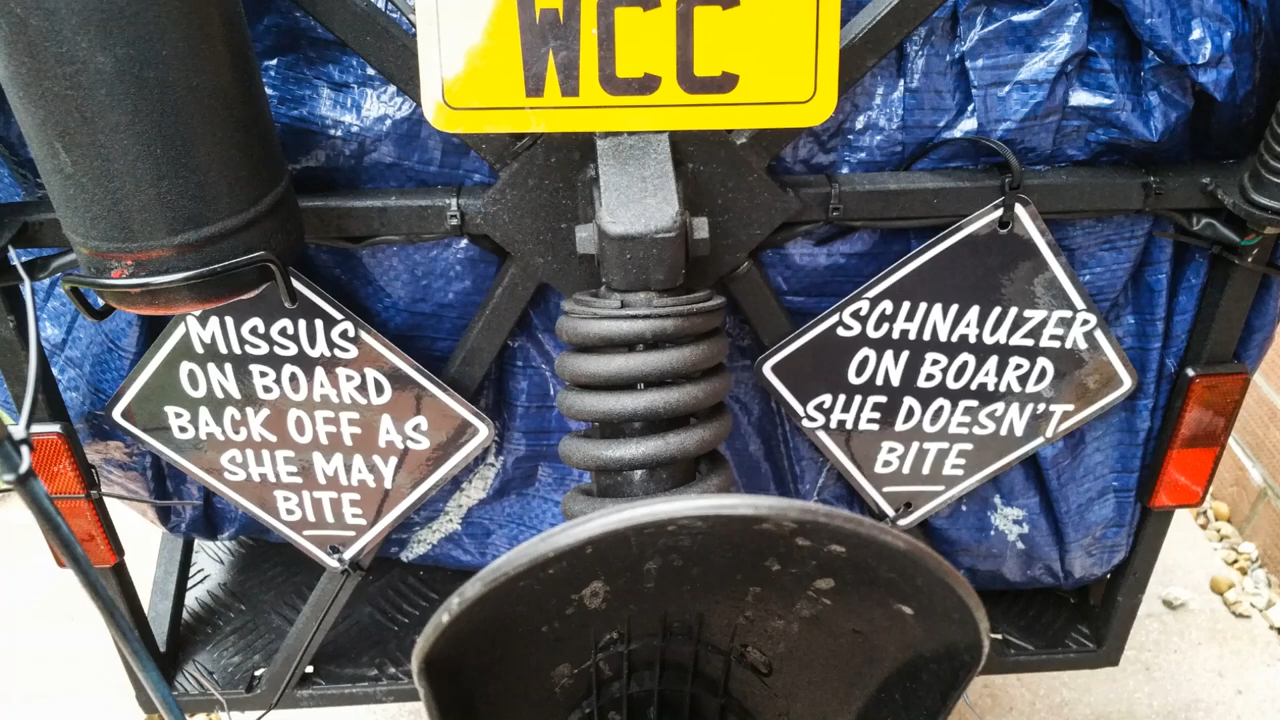 WCC
MISSUS
ON BOARD
BACK OFF AS
SHE MAY
BITE
SCHNAUZER
ON BOARD
SHE DOESN'T
BITE